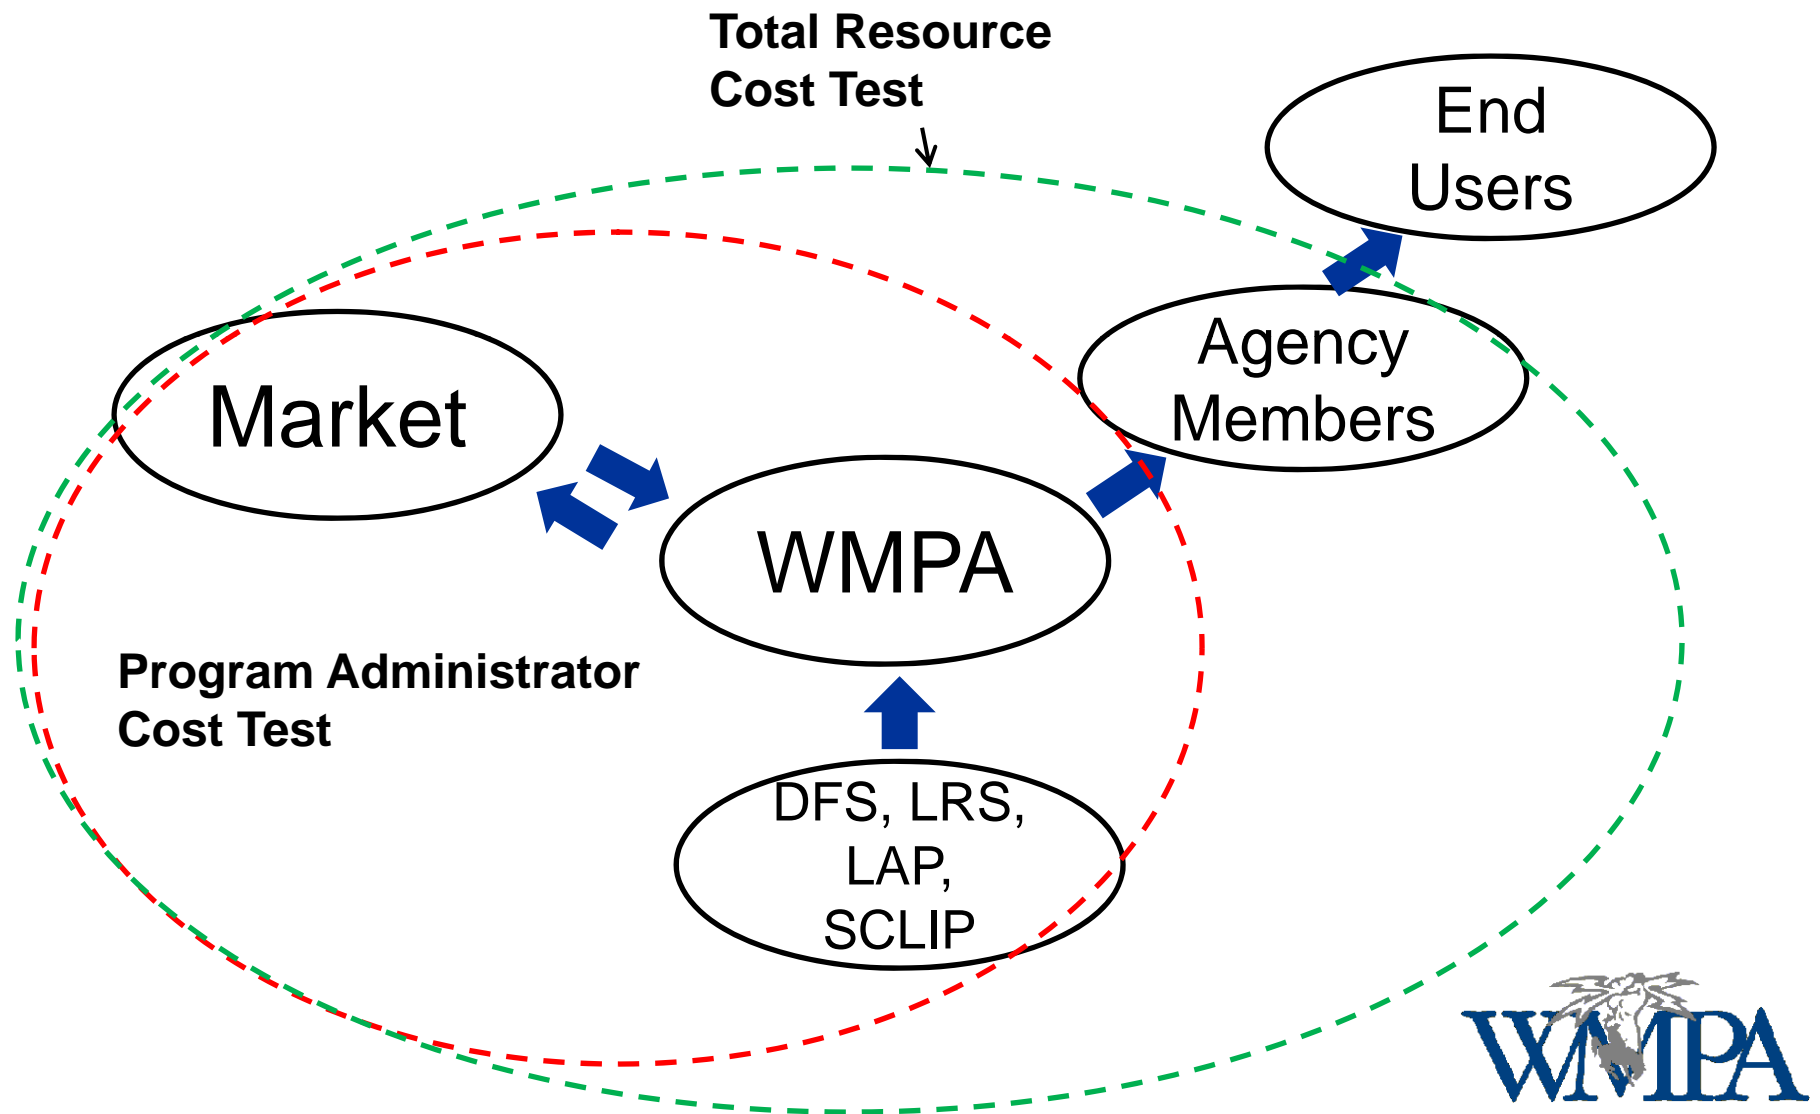 Total Resource
Cost Test
End
Users
Agency
Members
Market
WMPA
Program Administrator
Cost Test
DFS, LRS,
LAP,
SCLIP
WMPA